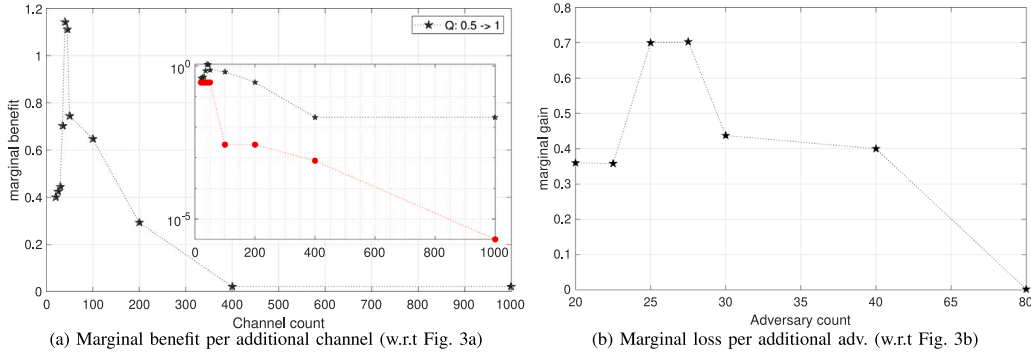 1.2
1
0.8
0.6
0.4
0.2
0
marginal benefit
Q: 0.5 -> 1
10^0
10^-5
0 200 400 600 800 1000
0 100 200 300 400 500 600 700 800 900 1000
Channel count
(a) Marginal benefit per additional channel (w.r.t Fig. 3a)
0.8
0.7
0.6
0.5
0.4
0.3
0.2
0.1
0
marginal gain
20 25 30 35 40 65 80
Adversary count
(b) Marginal loss per additional adv. (w.r.t Fig. 3b)